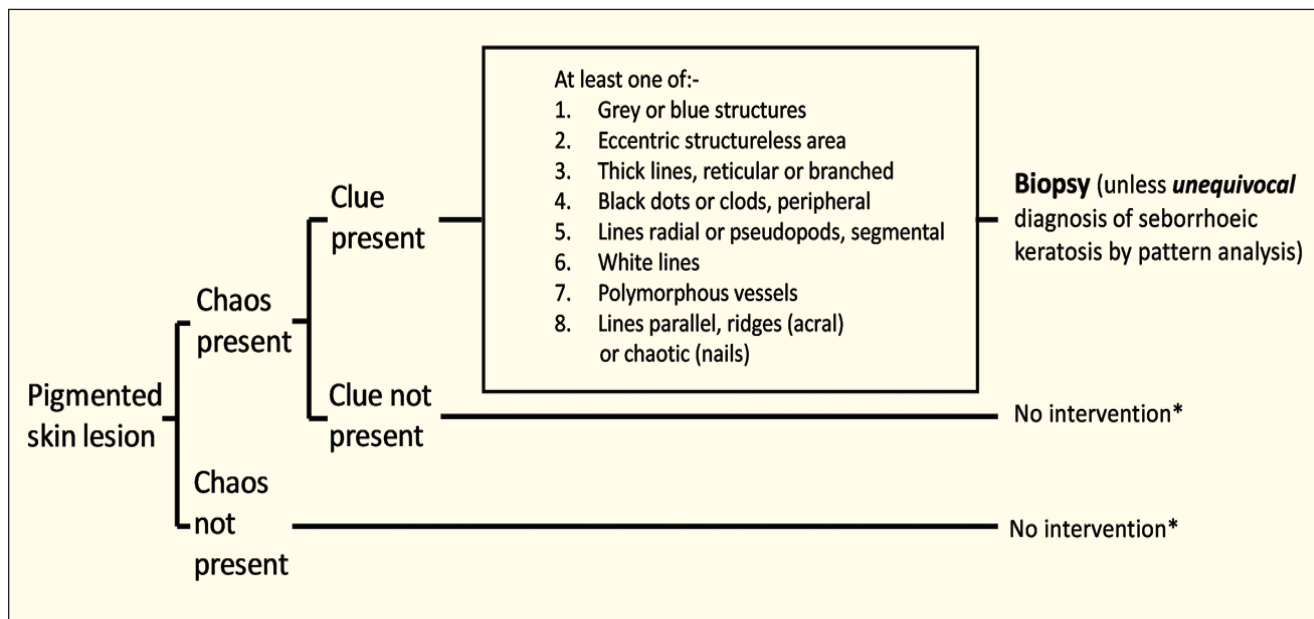 Pigmented
skin lesion
Chaos
present
Clue
present
At least one of:-
1. Grey or blue structures
2. Eccentric structureless area
3. Thick lines, reticular or branched
4. Black dots or clods, peripheral
5. Lines radial or pseudopods, segmental
6. White lines
7. Polymorphous vessels
8. Lines parallel, ridges (acral)
or chaotic (nails)
Biopsy (unless unequivocal
diagnosis of seborrhoeic
keratosis by pattern analysis)
Clue not
present
No intervention*
Chaos
not
present
No intervention*